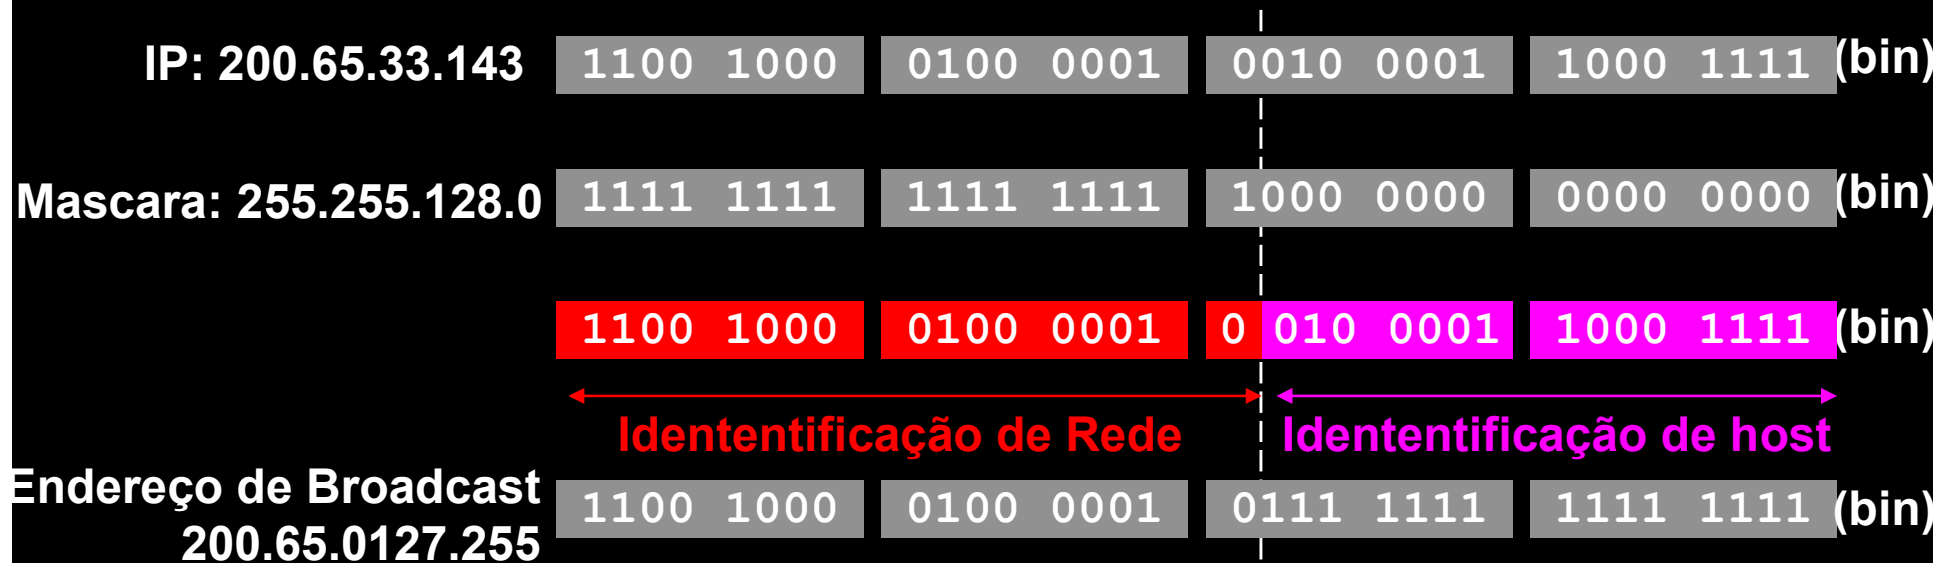 IP: 200.65.33.143 1100 1000 0100 0001 0010 0001 1000 1111 (bin)
Mascara: 255.255.128.0 1111 1111 1111 1111 1000 0000 0000 0000 (bin)
1100 1000 0100 0001 0 010 0001 1000 1111 (bin)
Idententificação de Rede Idententificação de host
Endereço de Broadcast 1100 1000 0100 0001 0111 1111 1111 1111 (bin)
200.65.0127.255